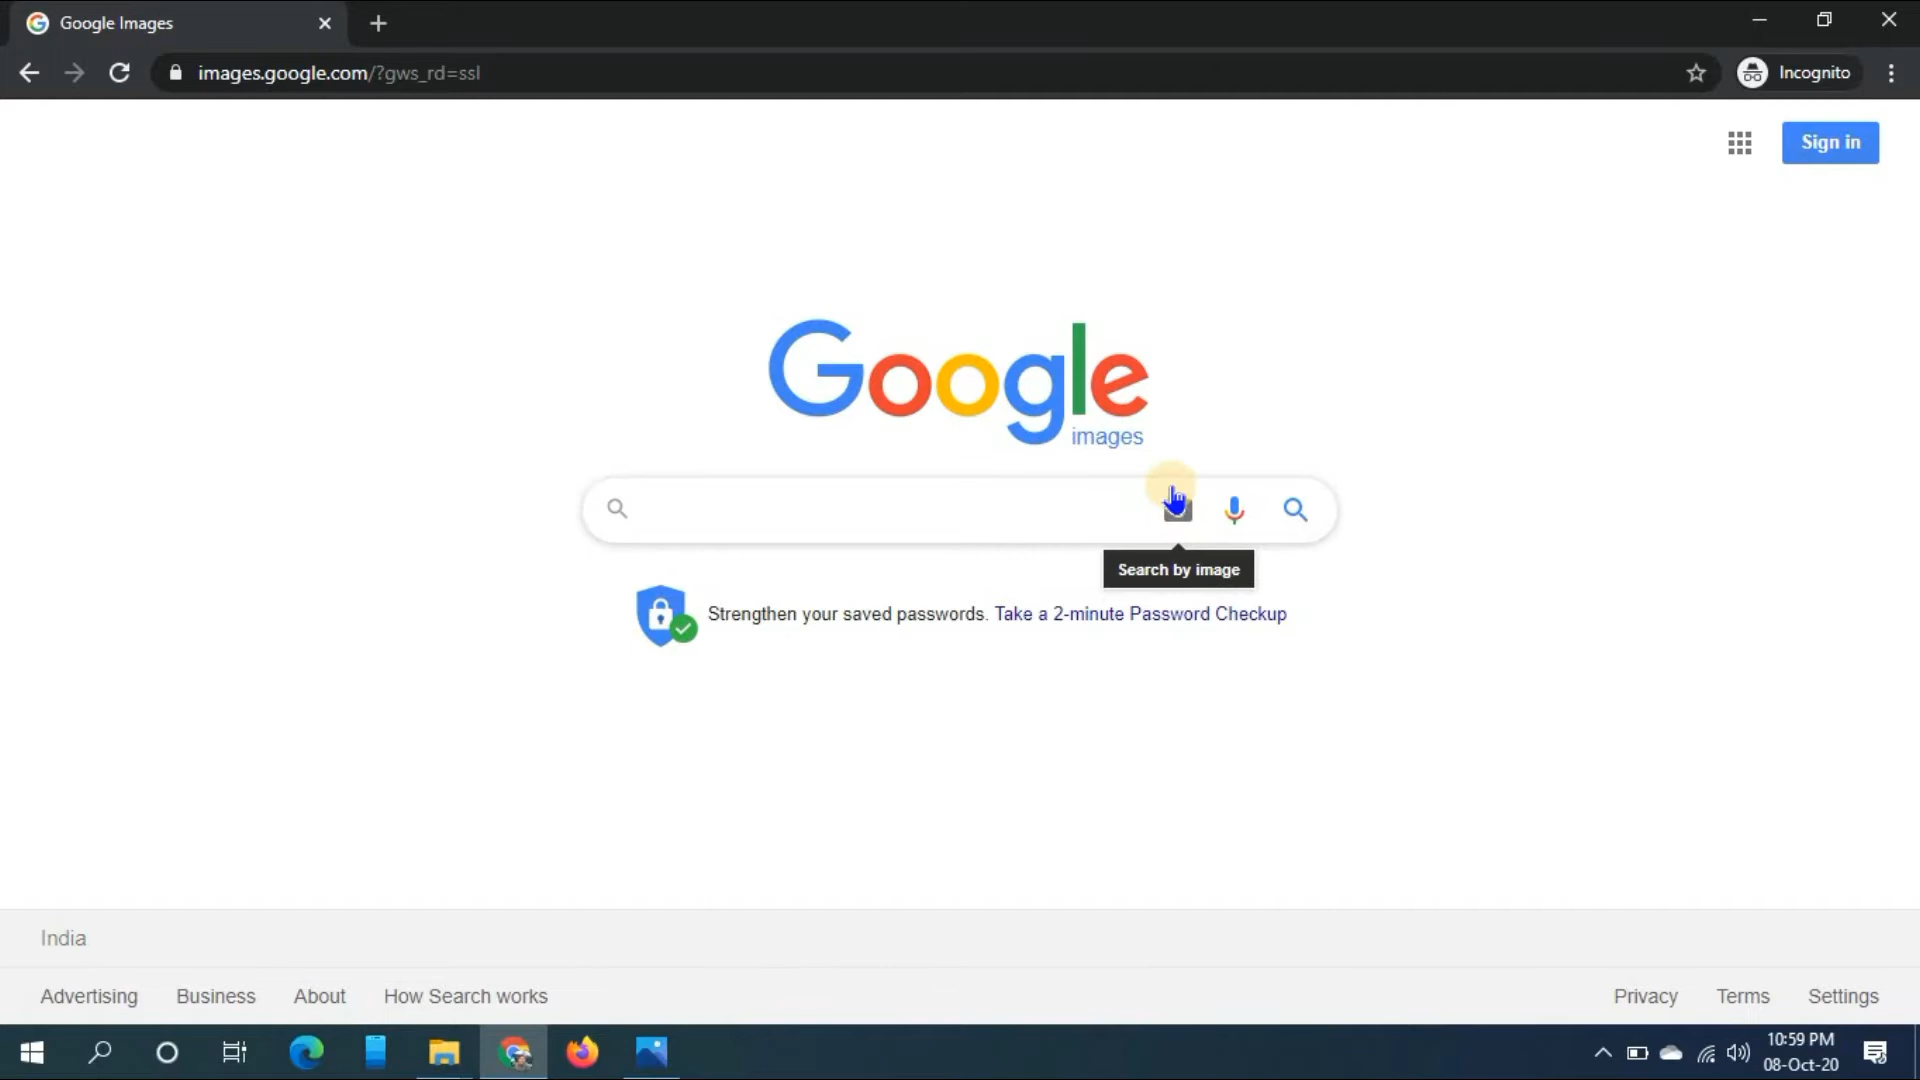 Google Images
images.google.com/?gws_rd=ssl
Incognito
Sign in
Google
images
Search by image
Strengthen your saved passwords. Take a 2-minute Password Checkup
India
Advertising Business About How Search works Privacy Terms Settings
10:59 PM
08-Oct-20